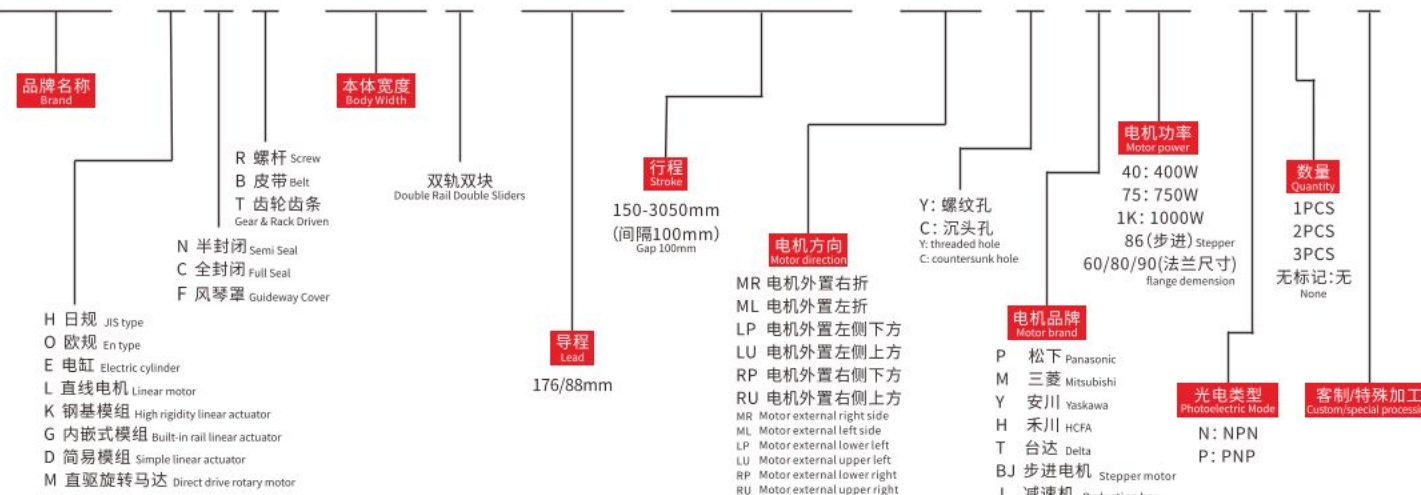 品牌名称
Brand
H 日规 JIS type
O 欧规 En type
E 电缸 Electric cylinder
L 直线电机 Linear motor
K 钢基模组 High rigidity linear actuator
G 内嵌式模组 Built-in rail linear actuator
D 简易模组 Simple linear actuator
M 直驱旋转马达 Direct drive rotary motor
N 半封闭 Semi Seal
C 全封闭 Full Seal
F 风琴罩 Guideway Cover
R 螺杆 Screw
B 皮带 Belt
T 齿轮齿条
Gear & Rack Driven
本体宽度
Body Width
双轨双块
Double Rail Double Sliders
导程
Lead
176/88mm
行程
Stroke
150-3050mm
(间隔100mm)
Gap 100mm
电机方向
Motor direction
MR 电机外置右折
ML 电机外置左折
LP 电机外置左侧下方
LU 电机外置左侧上方
RP 电机外置右侧下方
RU 电机外置右侧上方
MR Motor external right side
ML Motor external left side
LP Motor external lower left
LU Motor external upper left
RP Motor external lower right
RU Motor external upper right
Y: 螺纹孔
C: 沉头孔
Y: threaded hole
C: countersunk hole
电机品牌
Motor brand
P 松下 Panasonic
M 三菱 Mitsubishi
Y 安川 Yaskawa
H 禾川 HCFA
T 台达 Delta
BJ 步进电机 Stepper motor
减速机
电机功率
Motor power
40: 400W
75: 750W
1K: 1000W
86(步进) Stepper
60/80/90(法兰尺寸)
flange demension
光电类型
Photoelectric Mode
N: NPN
P: PNP
数量
Quantity
1PCS
2PCS
3PCS
无标记:无
None
客制/特殊加工
Custom/special processin